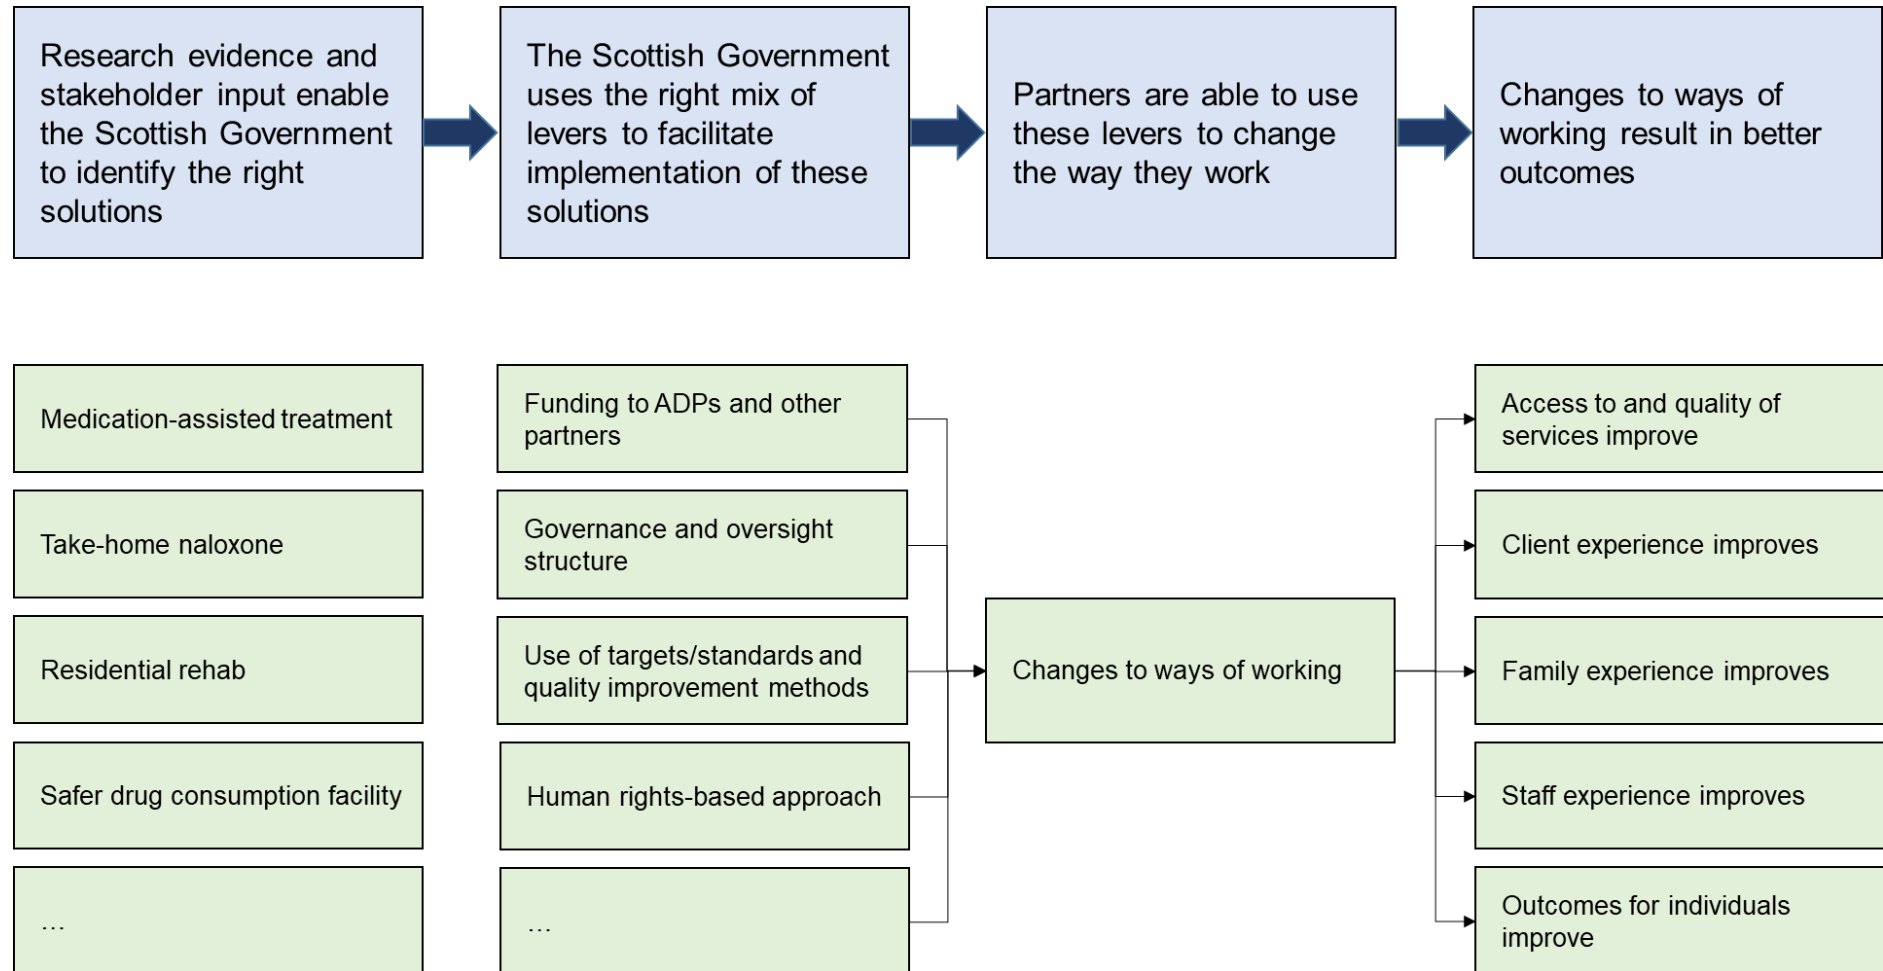 Research evidence and
stakeholder input enable
the Scottish Government
to identify the right
solutions
The Scottish Government
uses the right mix of
levers to facilitate
implementation of these
solutions
Partners are able to use
these levers to change
the way they work
Changes to ways of
working result in better
outcomes
Medication-assisted treatment
Take-home naloxone
Residential rehab
Safer drug consumption facility
...
Funding to ADPs and other
partners
Governance and oversight
structure
Use of targets/standards and
quality improvement methods
Human rights-based approach
...
Changes to ways of working
Access to and quality of
services improve
Client experience improves
Family experience improves
Staff experience improves
Outcomes for individuals
improve